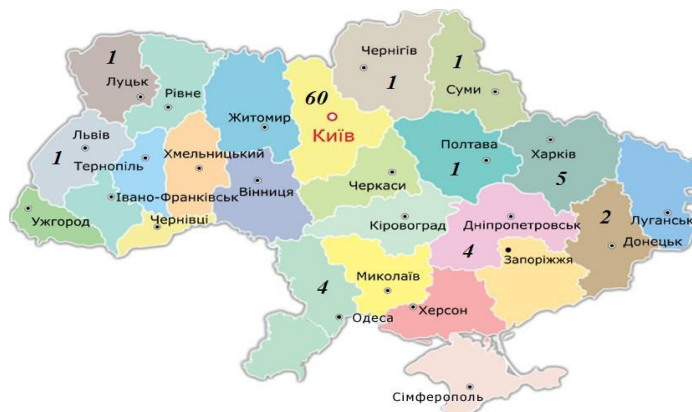 1
Луцьк
Рівне
Житомир
60
Київ
Чернігів
1
1
Суми
Львів
1
Тернопіль
Хмельницький
Івано-Франківськ
Ужгород
Чернівці
Вінниця
Черкаси
Полтава
1
Харків
5
Кіровоград
Дніпропетровськ
4
Запоріжжя
2
Донецьк
Луганськ
4
Одеса
Миколаїв
Херсон
Сімферополь